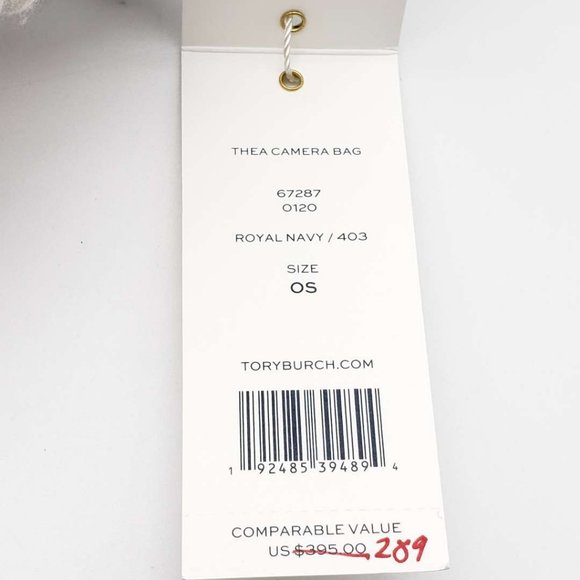 THEA CAMERA BAG
67287
0120
ROYAL NAVY / 403
SIZE
OS
TORYBURCH.COM
1 92485 39489 4
COMPARABLE VALUE
US $395.00 289